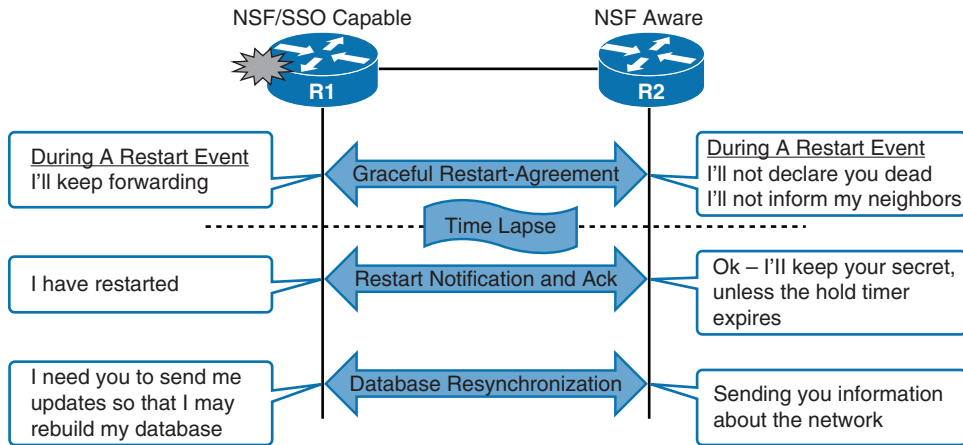 NSF/SSO Capable
NSF Aware
R1
R2
During A Restart Event
I'll keep forwarding
Graceful Restart-Agreement
During A Restart Event
I'll not declare you dead
I'll not inform my neighbors
Time Lapse
I have restarted
Restart Notification and Ack
Ok – I'll keep your secret,
unless the hold timer
expires
I need you to send me
updates so that I may
rebuild my database
Database Resynchronization
Sending you information
about the network